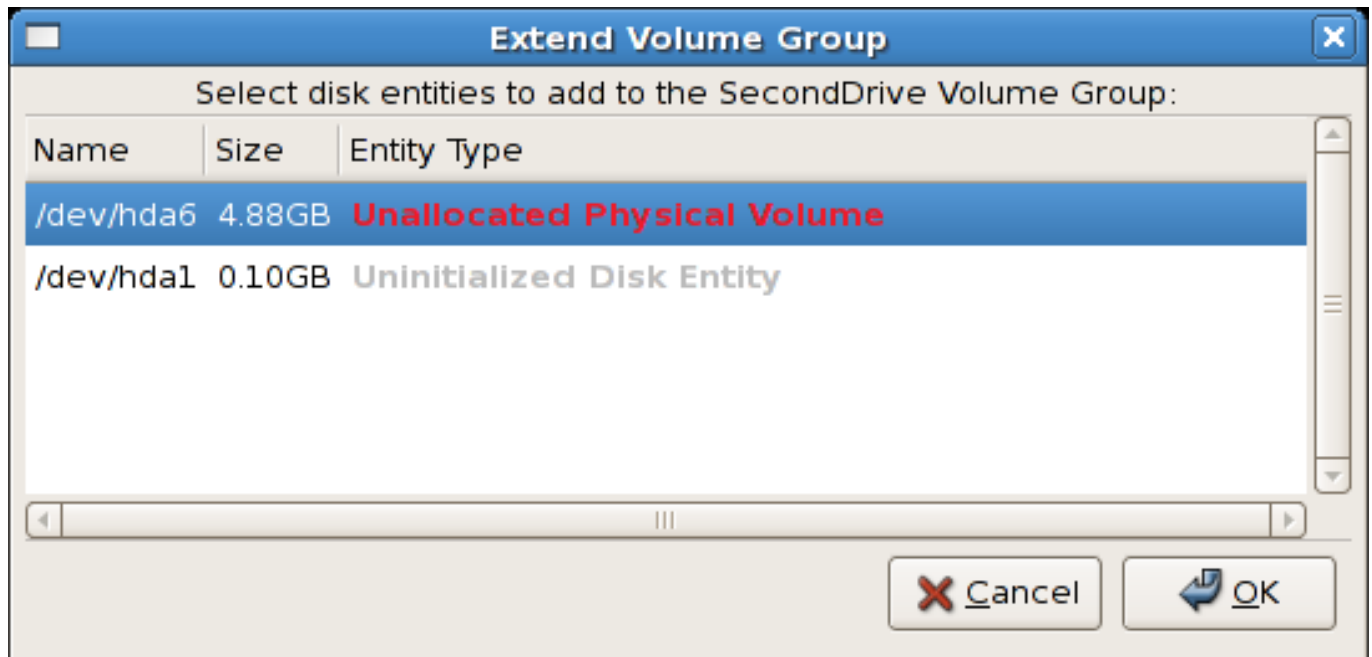 Extend Volume Group
Select disk entities to add to the SecondDrive Volume Group:
Name Size Entity Type
/dev/hda6 4.88GB Unallocated Physical Volume
/dev/hda1 0.10GB Uninitialized Disk Entity
Cancel OK